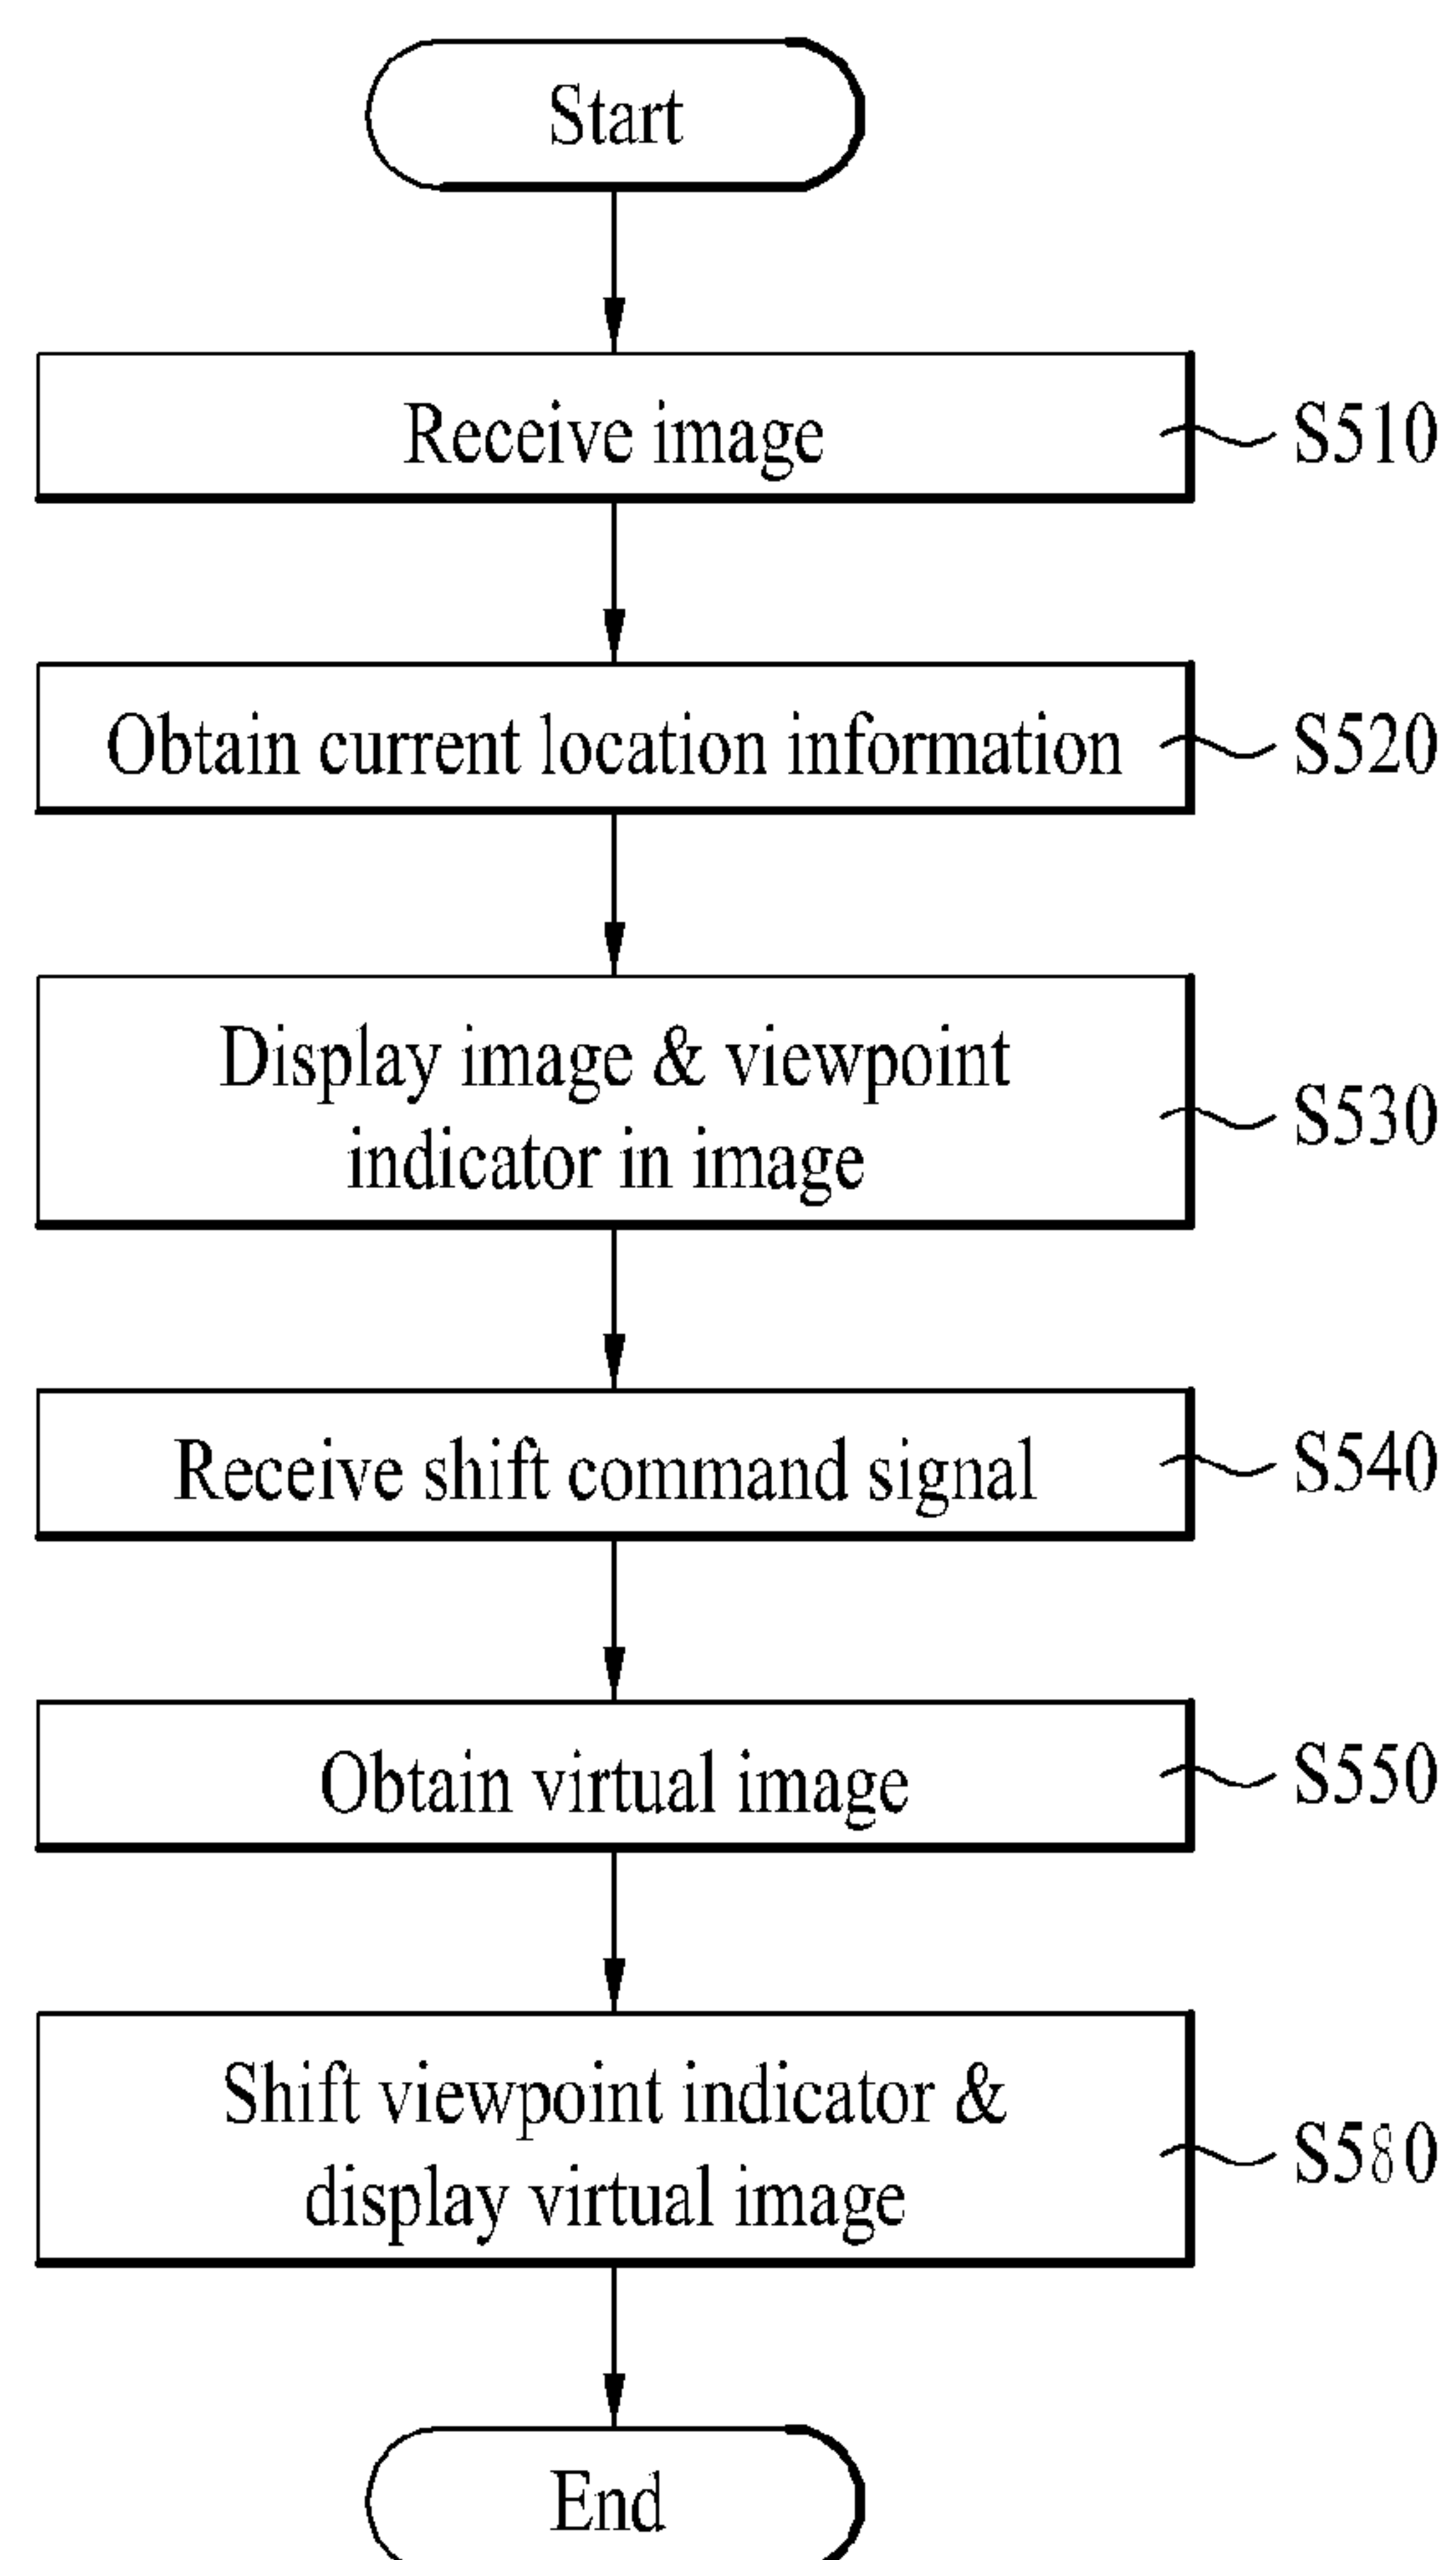 Start
Receive image
S510
Obtain current location information
S520
Display image & viewpoint
indicator in image
S530
Receive shift command signal
S540
Obtain virtual image
S550
Shift viewpoint indicator &
display virtual image
S580
End